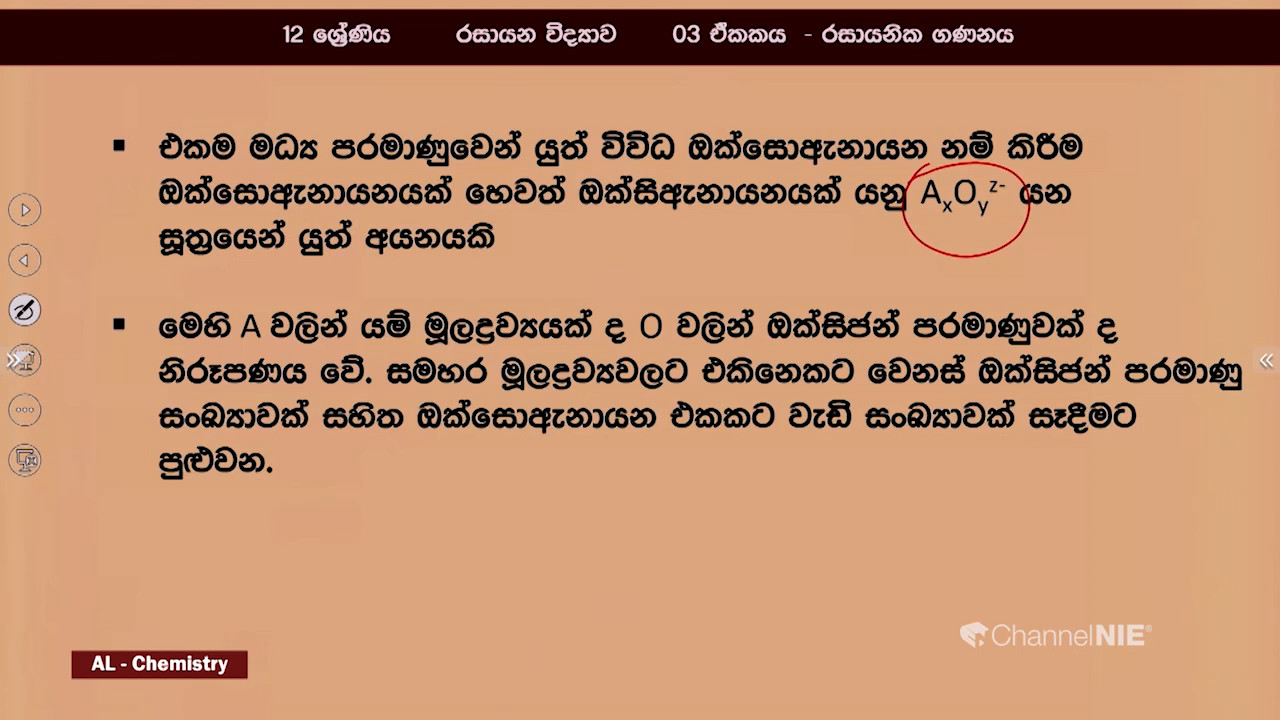 12 ශ්‍රේණිය රසායන විද්‍යාව 03 ඒකකය - රසායනික ගණනය
▪ එකම මධ්‍ය පරමාණුවෙන් යුත් විවිධ ඔක්සොඇනායන නම් කිරීම
ඔක්සොඇනායනයක් හෙවත් ඔක්සිඇනායනයක් යනු AₓOᵧᶻ⁻ යන
සූත්‍රයෙන් යුත් අයනයකි
▪ මෙහි A වලින් යම් මූලද්‍රව්‍යයක් ද O වලින් ඔක්සිජන් පරමාණුවක් ද
නිරූපණය වේ. සමහර මූලද්‍රව්‍යවලට එකිනෙකට වෙනස් ඔක්සිජන් පරමාණු
සංඛ්‍යාවක් සහිත ඔක්සොඇනායන එකකට වැඩි සංඛ්‍යාවක් සෑදීමට
පුළුවන.
ChannelNIE®
AL - Chemistry